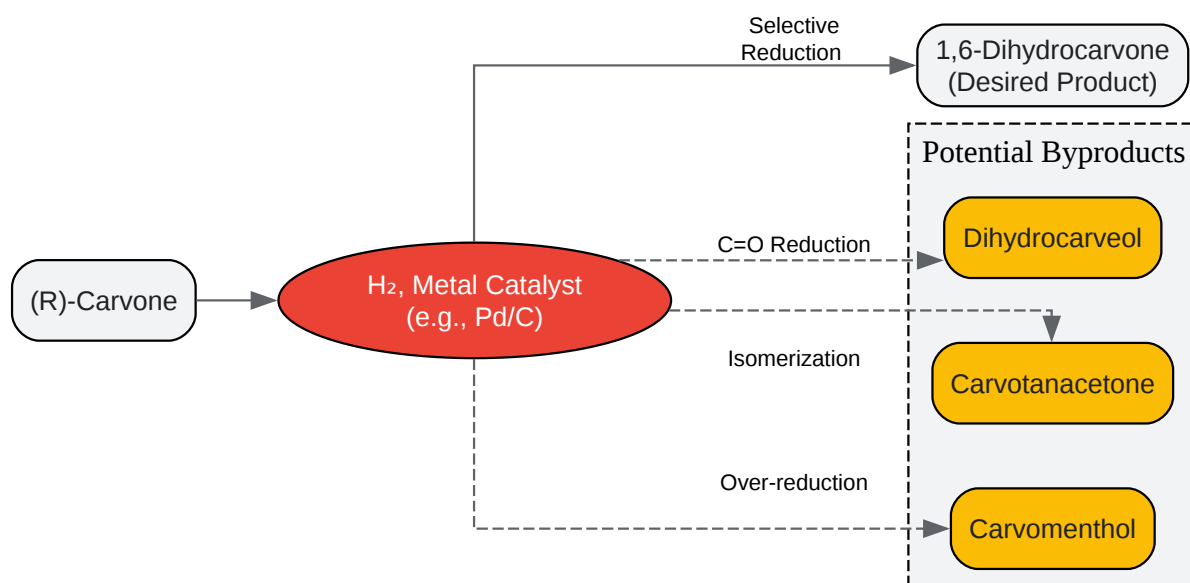 Selective
Reduction
1,6-Dihydrocarvone
(Desired Product)
Potential Byproducts
C=O Reduction
Dihydrocarveol
(R)-Carvone
H₂, Metal Catalyst
(e.g., Pd/C)
Isomerization
Carvotanacetone
Over-reduction
Carvomenthol